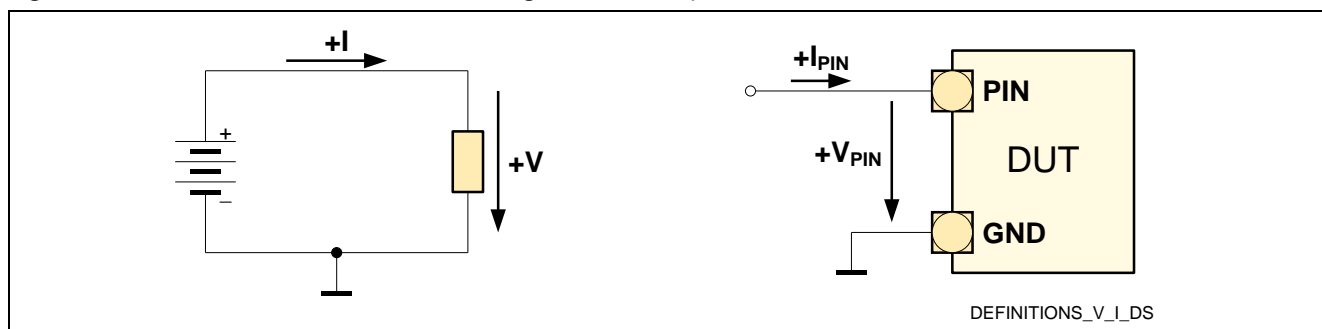 +I
+
–
+V
+IPIN
+VPIN
PIN
DUT
GND
DEFINITIONS_V_I_DS